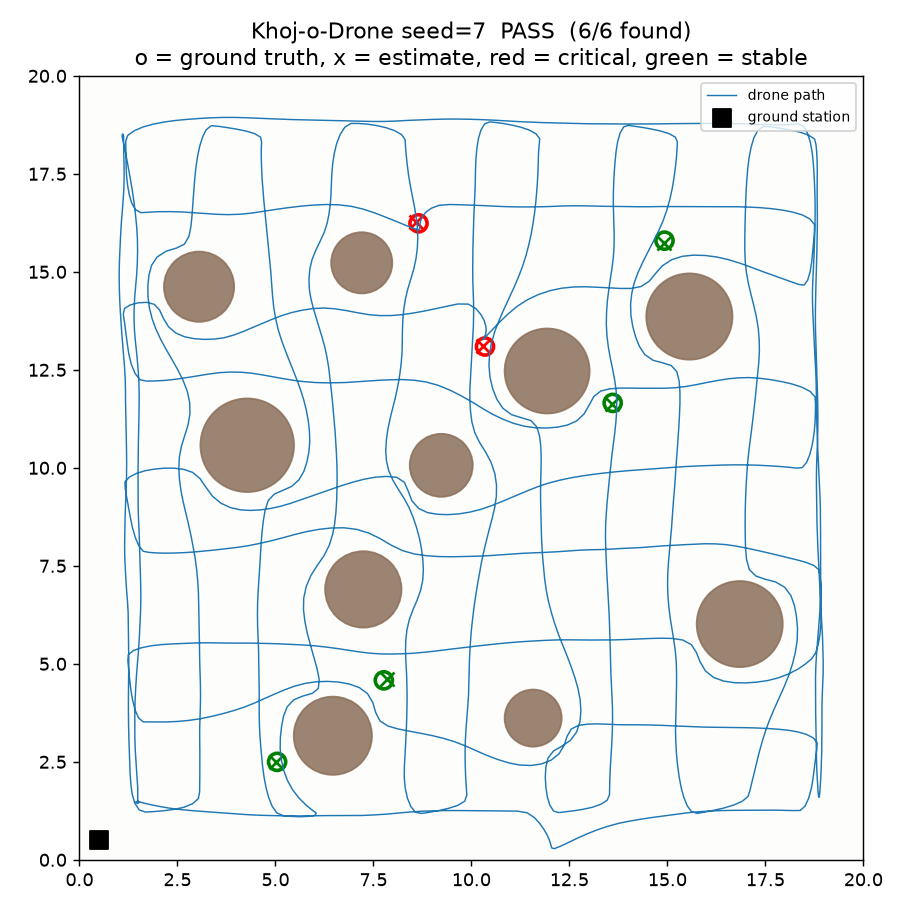 Khoj-o-Drone seed=7  PASS  (6/6 found)
o = ground truth, x = estimate, red = critical, green = stable
drone path
ground station
20.0
17.5
15.0
12.5
10.0
7.5
5.0
2.5
0.0
0.0 2.5 5.0 7.5 10.0 12.5 15.0 17.5 20.0